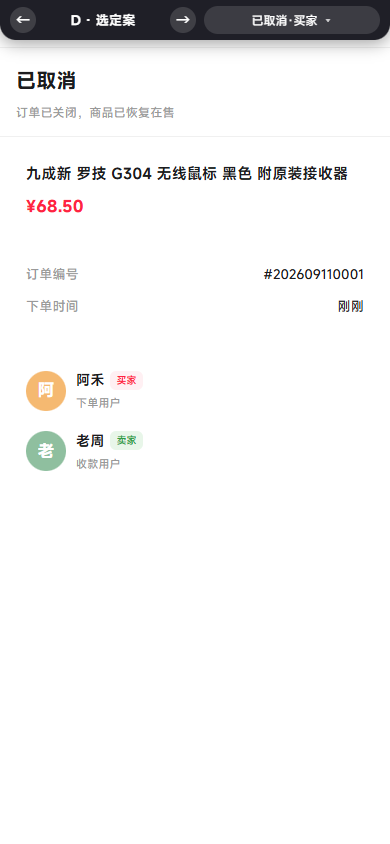 ← D · 选定案 → 已取消·买家 ▾
已取消
订单已关闭，商品已恢复在售
九成新 罗技 G304 无线鼠标 黑色 附原装接收器
¥68.50
订单编号 #202609110001
下单时间 刚刚
阿 阿禾 买家
下单用户
老 老周 卖家
收款用户